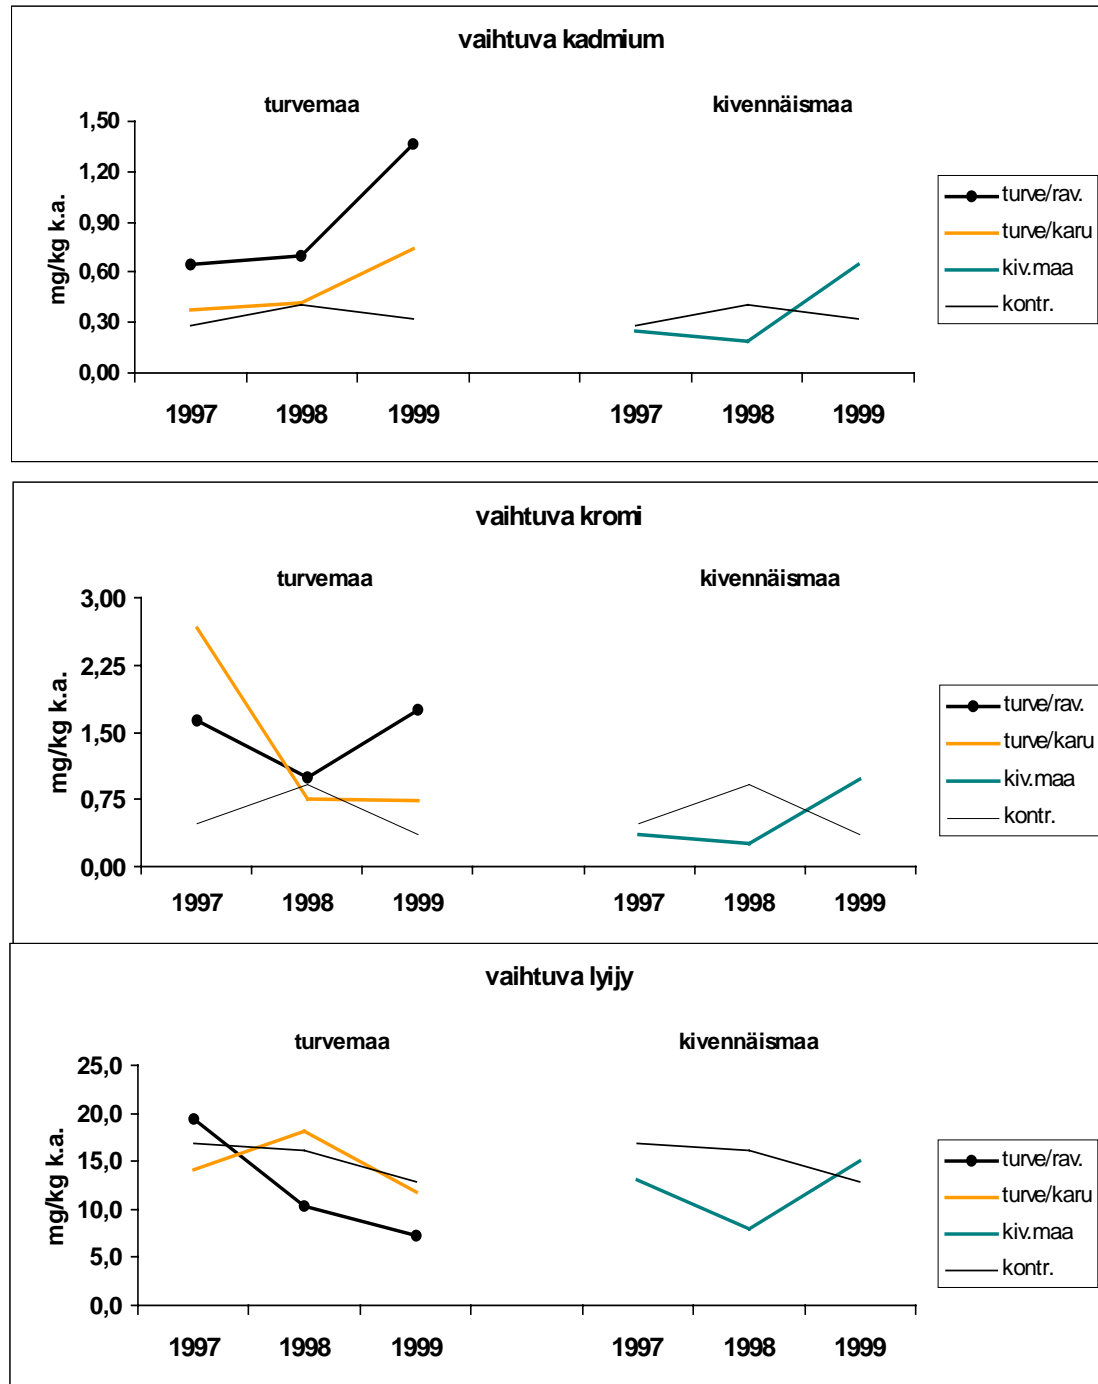 vaihtuva kadmium
turvemaa
kivennäismaa
mg/kg k.a.
1,50
1,20
0,90
0,60
0,30
0,00
1997 1998 1999 1997 1998 1999
turve/rav.
turve/karu
kiv.maa
kontr.
vaihtuva kromi
turvemaa
kivennäismaa
mg/kg k.a.
3,00
2,25
1,50
0,75
0,00
1997 1998 1999 1997 1998 1999
turve/rav.
turve/karu
kiv.maa
kontr.
vaihtuva lyijy
turvemaa
kivennäismaa
mg/kg k.a.
25,0
20,0
15,0
10,0
5,0
0,0
1997 1998 1999 1997 1998 1999
turve/rav.
turve/karu
kiv.maa
kontr.